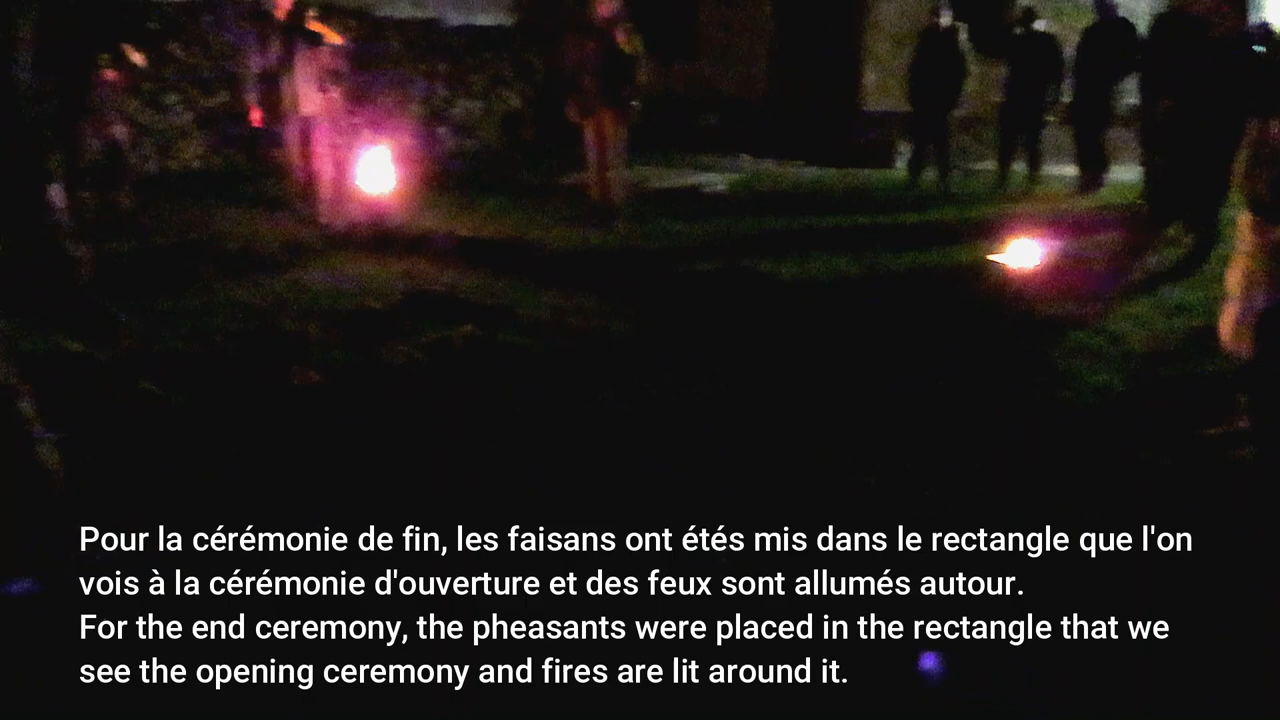 Pour la cérémonie de fin, les faisans ont étés mis dans le rectangle que l'on
vois à la cérémonie d'ouverture et des feux sont allumés autour.
For the end ceremony, the pheasants were placed in the rectangle that we
see the opening ceremony and fires are lit around it.